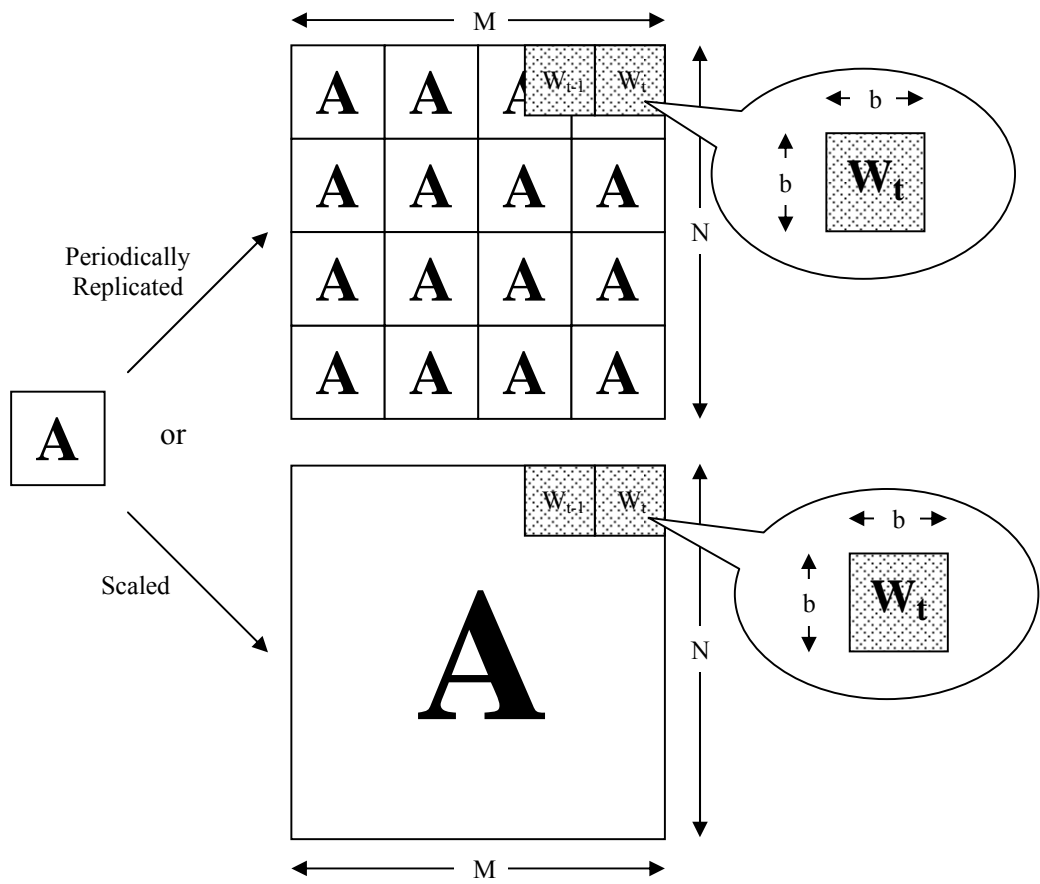 M
A A A W_{t-1} W_t
b
b W_t
A A A A
N
Periodically
Replicated
A A A A
A A A A
A or
W_{t-1} W_t
b
Scaled
b W_t
N
A
M